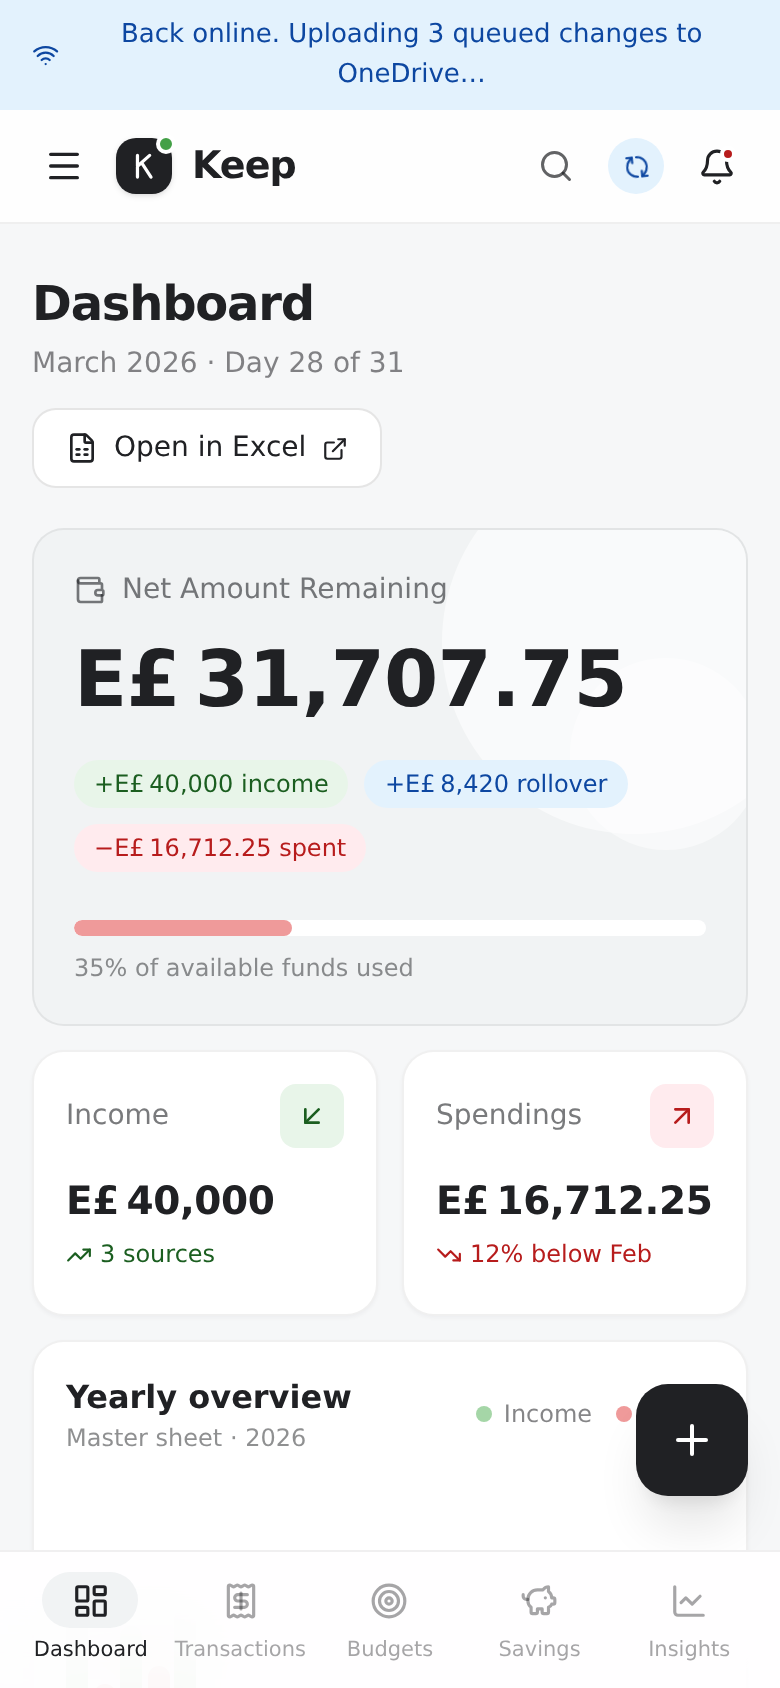 Back online. Uploading 3 queued changes to
OneDrive...
K Keep
Dashboard
March 2026 · Day 28 of 31
Open in Excel
Net Amount Remaining
E£ 31,707.75
+E£ 40,000 income
+E£ 8,420 rollover
−E£ 16,712.25 spent
35% of available funds used
Income
E£ 40,000
3 sources
Spendings
E£ 16,712.25
12% below Feb
Yearly overview
Master sheet · 2026
Income
Dashboard
Transactions
Budgets
Savings
Insights